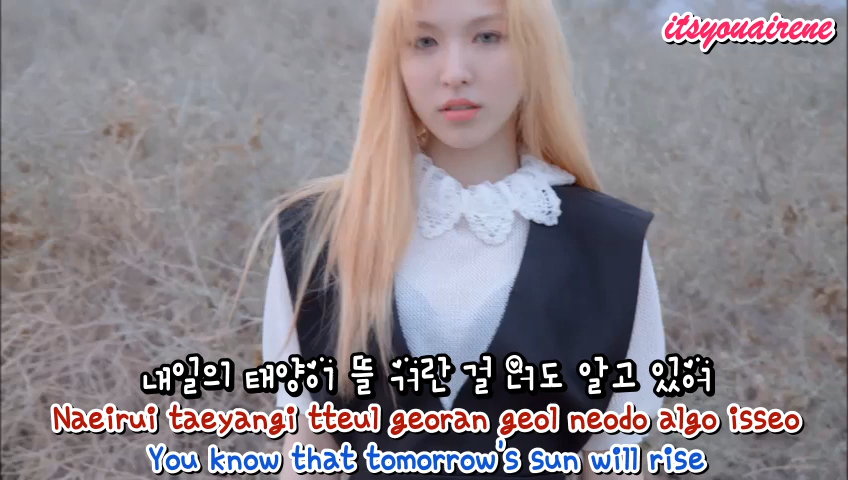 itsyouairene
내일의 태양이 뜰 거란 걸 너도 알고 있어
Naeirui taeyangi tteul georan geol neodo algo isseo
You know that tomorrow's sun will rise